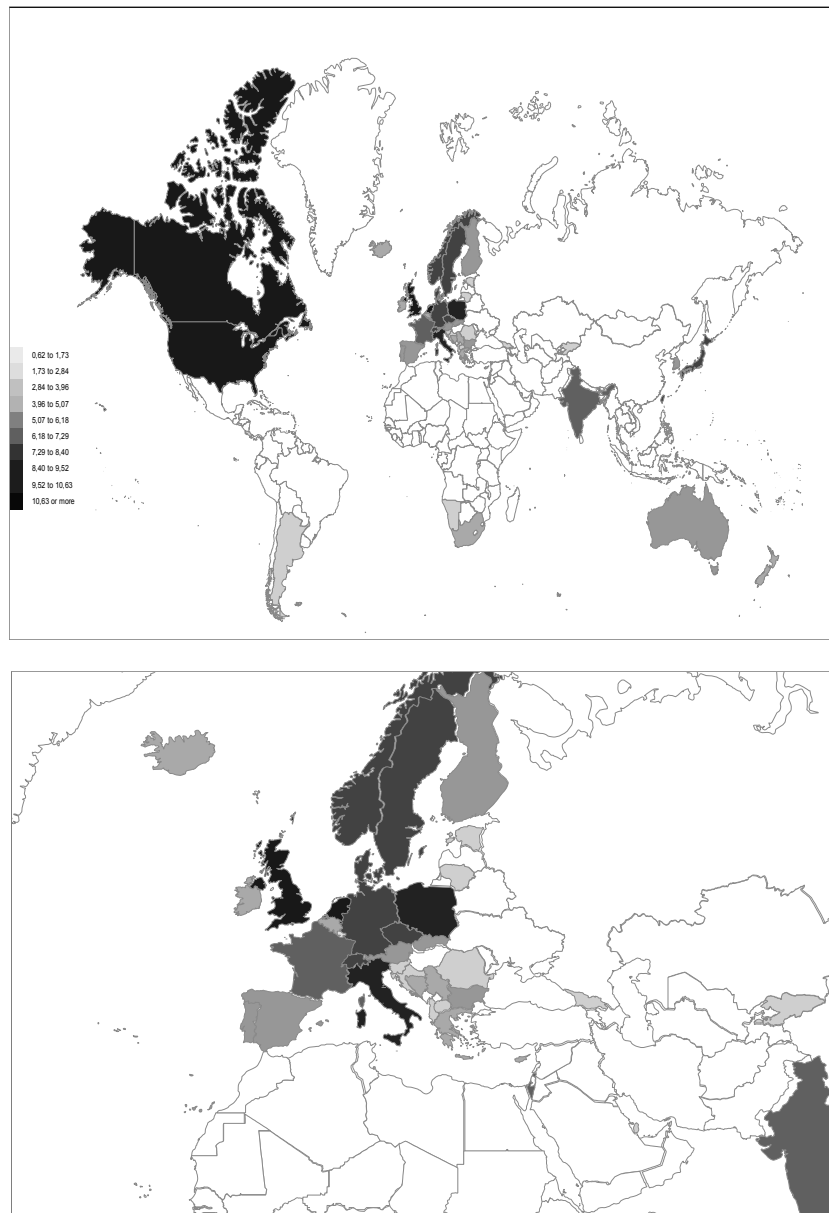 0,62 to 1,73
1,73 to 2,84
2,84 to 3,96
3,96 to 5,07
5,07 to 6,18
6,18 to 7,29
7,29 to 8,40
8,40 to 9,52
9,52 to 10,63
10,63 or more